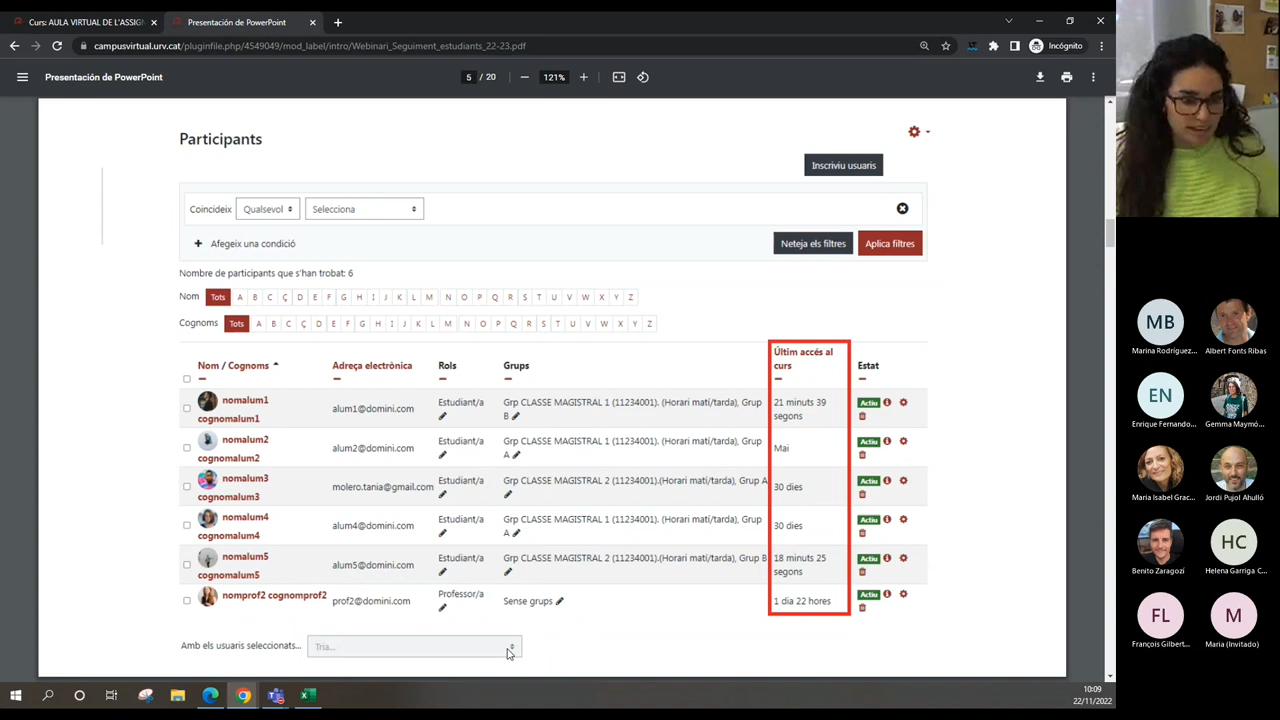 Curs: AULA VIRTUAL DE L'ASSIGN
Presentación de PowerPoint
campusvirtual.urv.cat/pluginfile.php/4549049/mod_label/intro/Webinari_Seguiment_estudiants_22-23.pdf
Incógnito
Presentación de PowerPoint
5 / 20
121%
Participants
Inscriviu usuaris
Coincideix Qualsevol Selecciona
Afegeix una condició
Neteja els filtres Aplica filtres
Nombre de participants que s'han trobat: 6
Nom Tots A B C Ç D E F G H I J K L M N O P Q R S T U V W X Y Z
Cognoms Tots A B C Ç D E F G H I J K L M N O P Q R S T U V W X Y Z
Nom / Cognoms Adreça electrònica Rols Grups Últim accés al
curs Estat
nomalum1
cognomalum1 alum1@domini.com Estudiant/a Grp CLASSE MAGISTRAL 1 (11234001). (Horari matí/tarda), Grup
B 21 minuts 39
segons Actiu
nomalum2
cognomalum2 alum2@domini.com Estudiant/a Grp CLASSE MAGISTRAL 1 (11234001). (Horari matí/tarda), Grup
A Mai Actiu
nomalum3
cognomalum3 molero.tania@gmail.com Estudiant/a Grp CLASSE MAGISTRAL 2 (11234001).(Horari matí/tarda), Grup A
30 dies Actiu
nomalum4
cognomalum4 alum4@domini.com Estudiant/a Grp CLASSE MAGISTRAL 1 (11234001). (Horari matí/tarda), Grup
A 30 dies Actiu
nomalum5
cognomalum5 alum5@domini.com Estudiant/a Grp CLASSE MAGISTRAL 2 (11234001).(Horari matí/tarda), Grup B
18 minuts 25
segons Actiu
nomprof2 cognomprof2 prof2@domini.com Professor/a Sense grups 1 dia 22 hores Actiu
Amb els usuaris seleccionats... Tria...
MB
Marina Rodríguez... Albert Fonts Ribas
EN
Enrique Fernando... Gemma Maymó...
Maria Isabel Grac... Jordi Pujol Ahulló
HC
Benito Zaragozí Helena Garriga C...
FL M
François Gilbert... Maria (Invitado)
10:09
22/11/2022